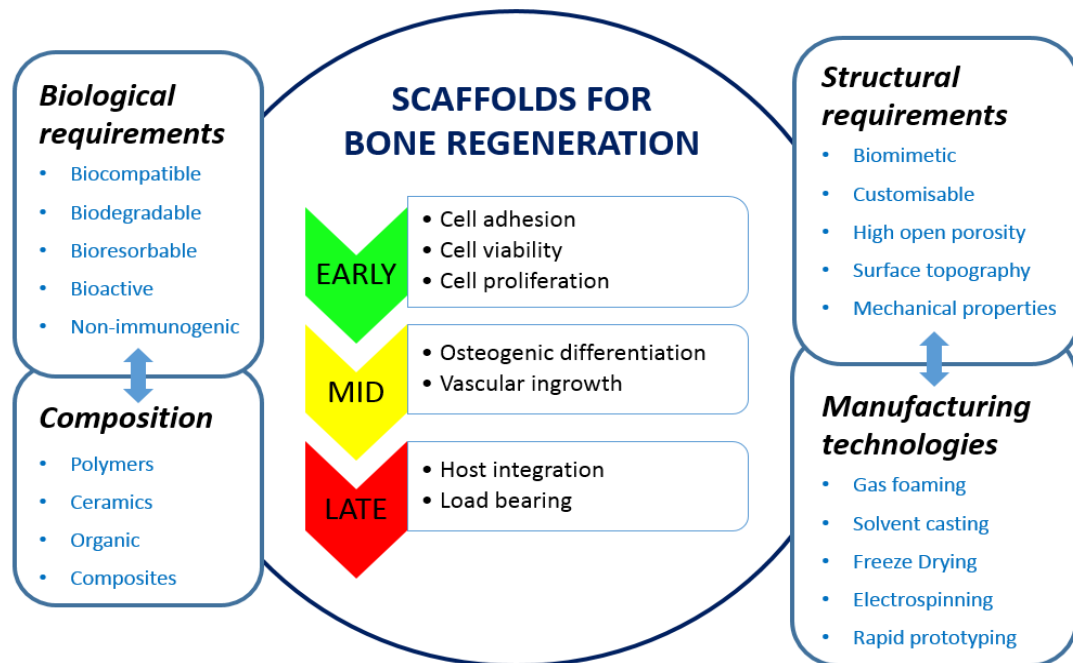 SCAFFOLDS FOR
BONE REGENERATION
Biological
requirements
• Biocompatible
• Biodegradable
• Bioresorbable
• Bioactive
• Non-immunogenic
Composition
• Polymers
• Ceramics
• Organic
• Composites
EARLY
• Cell adhesion
• Cell viability
• Cell proliferation
MID
• Osteogenic differentiation
• Vascular ingrowth
LATE
• Host integration
• Load bearing
Structural
requirements
• Biomimetic
• Customisable
• High open porosity
• Surface topography
• Mechanical properties
Manufacturing
technologies
• Gas foaming
• Solvent casting
• Freeze Drying
• Electrospinning
• Rapid prototyping